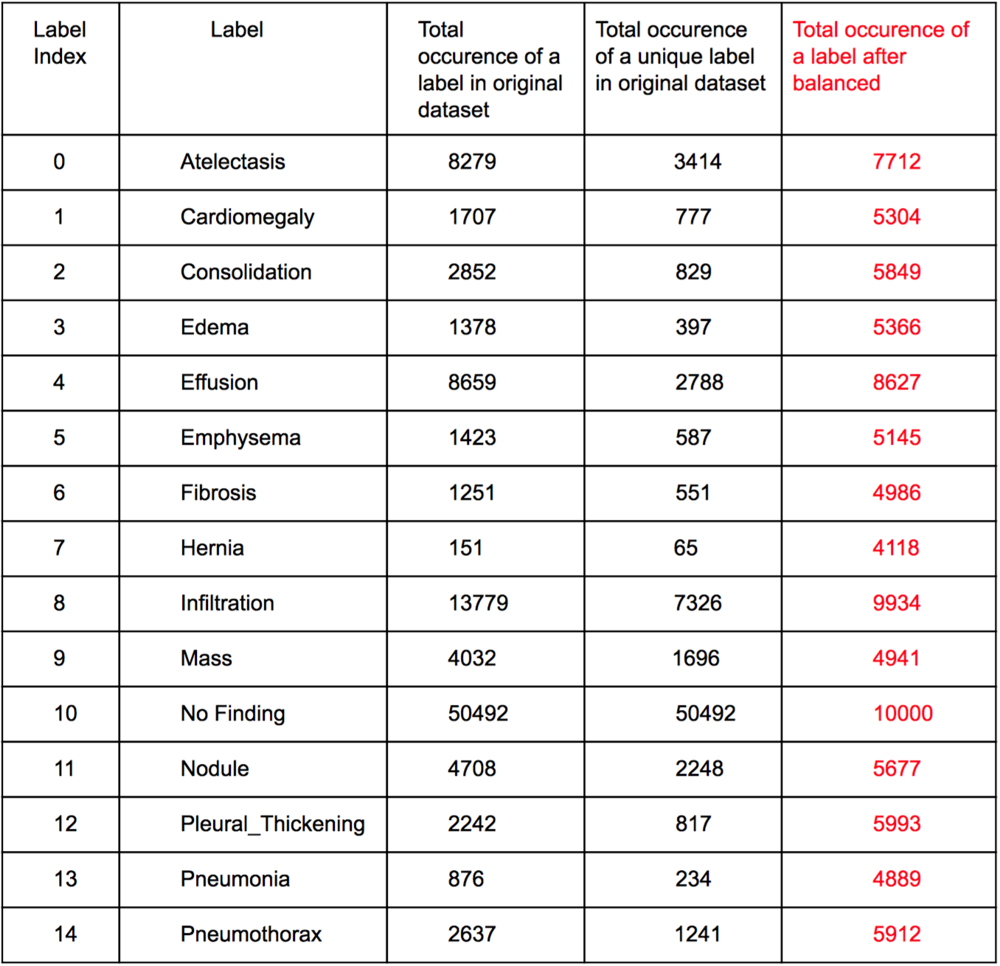 Label Index
Label
Total occurence of a label in original dataset
Total occurence of a unique label in original dataset
Total occurence of a label after balanced
0 Atelectasis 8279 3414 7712
1 Cardiomegaly 1707 777 5304
2 Consolidation 2852 829 5849
3 Edema 1378 397 5366
4 Effusion 8659 2788 8627
5 Emphysema 1423 587 5145
6 Fibrosis 1251 551 4986
7 Hernia 151 65 4118
8 Infiltration 13779 7326 9934
9 Mass 4032 1696 4941
10 No Finding 50492 50492 10000
11 Nodule 4708 2248 5677
12 Pleural_Thickening 2242 817 5993
13 Pneumonia 876 234 4889
14 Pneumothorax 2637 1241 5912